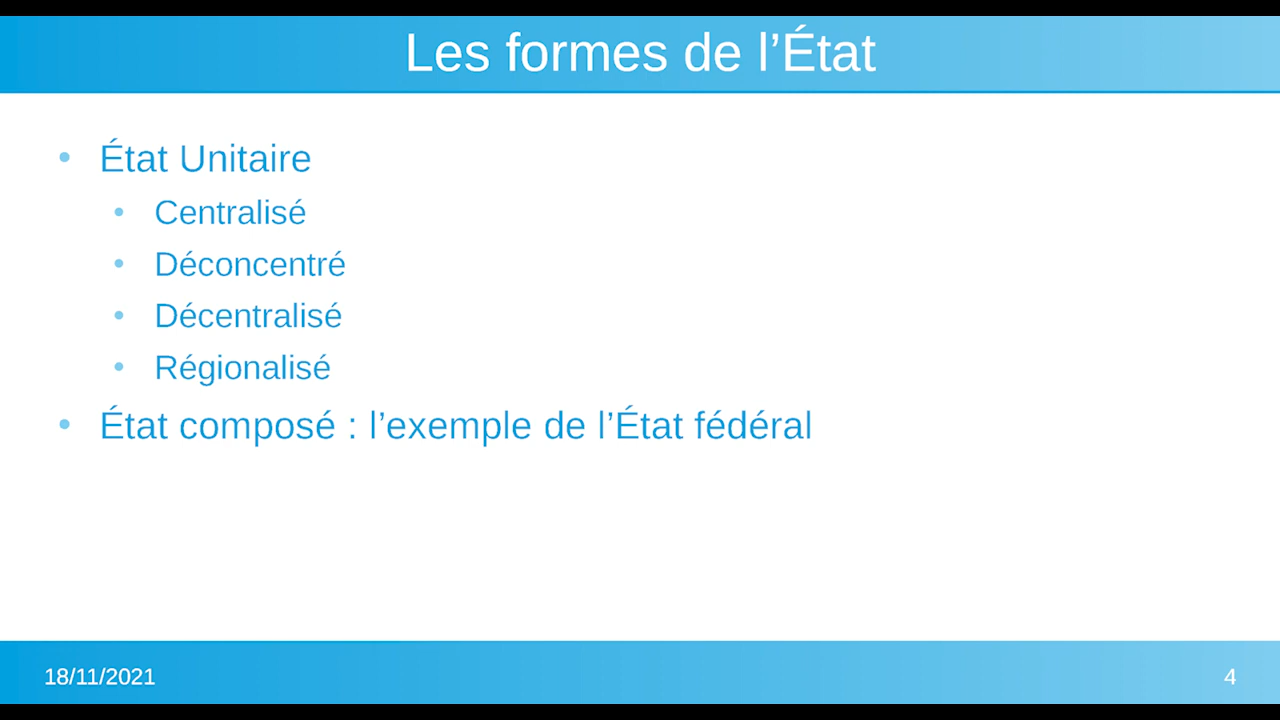 Les formes de l’État
• État Unitaire
• Centralisé
• Déconcentré
• Décentralisé
• Régionalisé
• État composé : l’exemple de l’État fédéral
18/11/2021
4